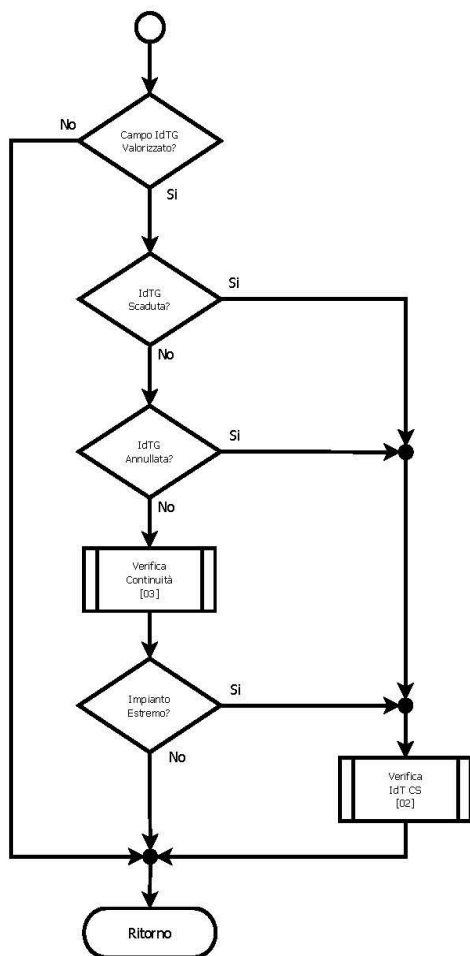 No
Campo IdTG
Valorizzato?
Si
IdTG
Scaduta?
Si
No
IdTG
Annullata?
Si
No
Verifica
Continuità
[03]
Impianto
Estremo?
Si
No
Verifica
IdT CS
[02]
Ritorno